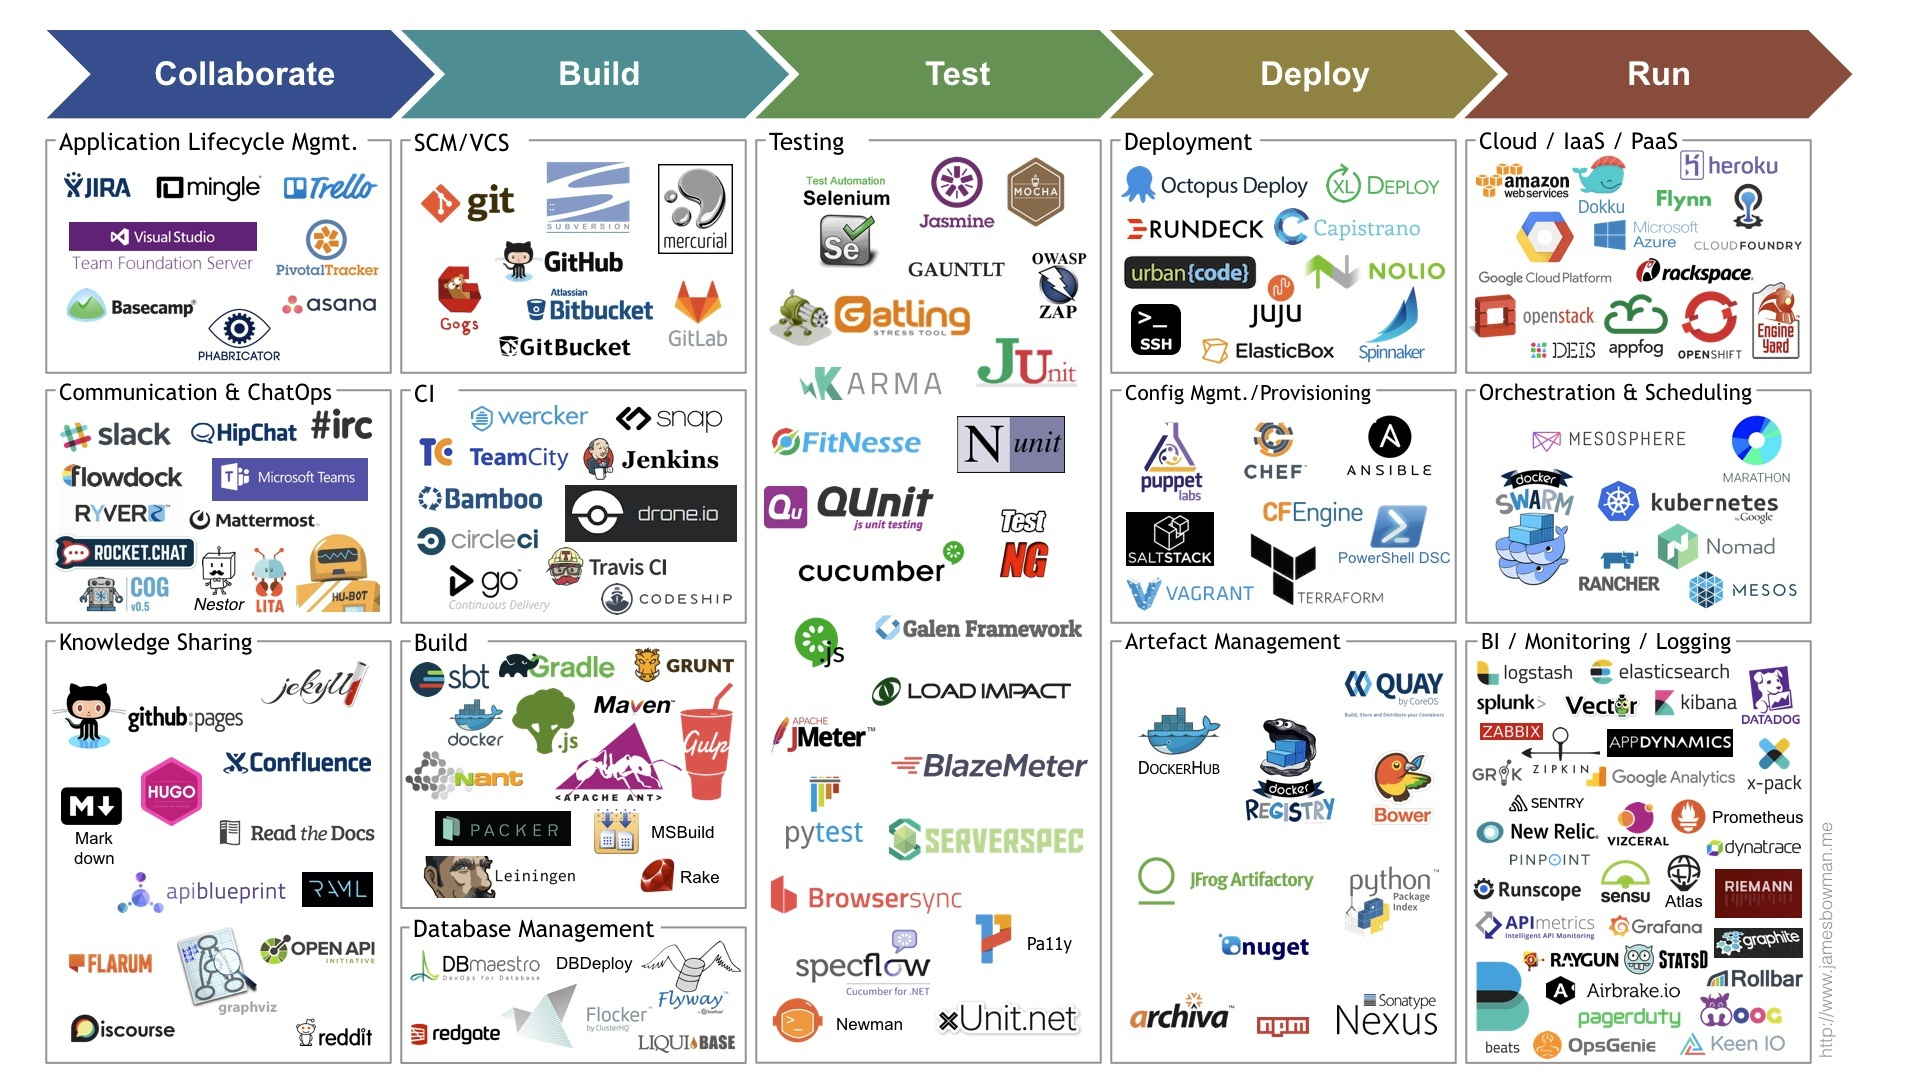 Collaborate
Build
Test
Deploy
Run
Application Lifecycle Mgmt.
JIRA
mingle
Trello
Visual Studio
Team Foundation Server
PivotalTracker
Basecamp
asana
PHABRICATOR
Communication & ChatOps
slack
HipChat
#irc
flowdock
Microsoft Teams
RYVER
Mattermost
ROCKET.CHAT
COG
v0.5
Nestor
LITA
HU-BOT
Knowledge Sharing
jekyll
github:pages
Confluence
HUGO
M
Mark
down
Read the Docs
apiblueprint
RAML
FLARUM
OPEN API
INITIATIVE
graphviz
Discourse
reddit
SCM/VCS
git
SUBVERSION
mercurial
GitHub
Gogs
Atlassian
Bitbucket
GitLab
GitBucket
CI
wercker
snap
TC TeamCity
Jenkins
Bamboo
drone.io
circleci
go
Continuous Delivery
Travis CI
CODESHIP
Build
sbt
Gradle
GRUNT
docker
.js
Maven
Gulp
Nant
<APACHE ANT>
PACKER
MSBuild
Leiningen
Rake
Database Management
DBmaestro
DevOps for Database
DBDeploy
Flyway
Flocker
by ClusterHQ
redgate
LIQUIBASE
Testing
Test Automation
Selenium
Se
Jasmine
MOCHA
GAUNTLT
OWASP
ZAP
Gatling
STRESS TOOL
KARMA
JUnit
FitNesse
Nunit
Qu
QUnit
js unit testing
Test
NG
cucumber
.js
Galen Framework
LOAD IMPACT
APACHE
JMeter
BlazeMeter
pytest
SERVERSPEC
Browsersync
Pa11y
specflow
Cucumber for .NET
Newman
xUnit.net
Deployment
Octopus Deploy
XL DEPLOY
RUNDECK
Capistrano
urban{code}
juju
NOLIO
>_
SSH
ElasticBox
Spinnaker
Config Mgmt./Provisioning
puppet
labs
CHEF
A
ANSIBLE
CFEngine
SALTSTACK
PowerShell DSC
VAGRANT
TERRAFORM
Artefact Management
QUAY
by CoreOS
Build, Store and Distribute your Containers
DOCKERHUB
docker
REGISTRY
Bower
JFrog Artifactory
python
Package
Index
nuget
archiva
npm
Sonatype
Nexus
Cloud / IaaS / PaaS
amazon
webservices
Dokku
heroku
Flynn
Google Cloud Platform
Microsoft
Azure
CLOUDFOUNDRY
rackspace
openstack
DEIS
appfog
OPENSHIFT
Engine
Yard
Orchestration & Scheduling
MESOSPHERE
MARATHON
docker
SWARM
kubernetes
by Google
RANCHER
Nomad
MESOS
BI / Monitoring / Logging
logstash
elasticsearch
splunk>
Vector
kibana
DATADOG
ZABBIX
ZIPKIN
APPDYNAMICS
GROK
Google Analytics
x-pack
SENTRY
New Relic
VIZCERAL
Prometheus
PINPOINT
dynatrace
Runscope
sensu
Atlas
RIEMANN
APImetrics
Intelligent API Monitoring
Grafana
graphite
RAYGUN
STATSD
Airbrake.io
Rollbar
beats
pagerduty
MOOG
OpsGenie
Keen IO
http://www.jamesbowman.me